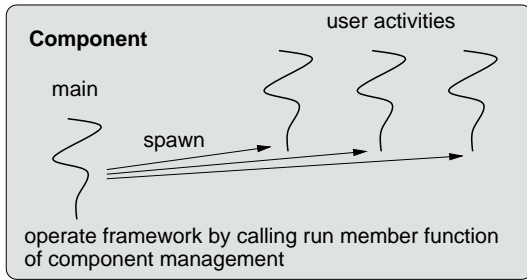 user activities
Component
main
spawn
operate framework by calling run member function
of component management